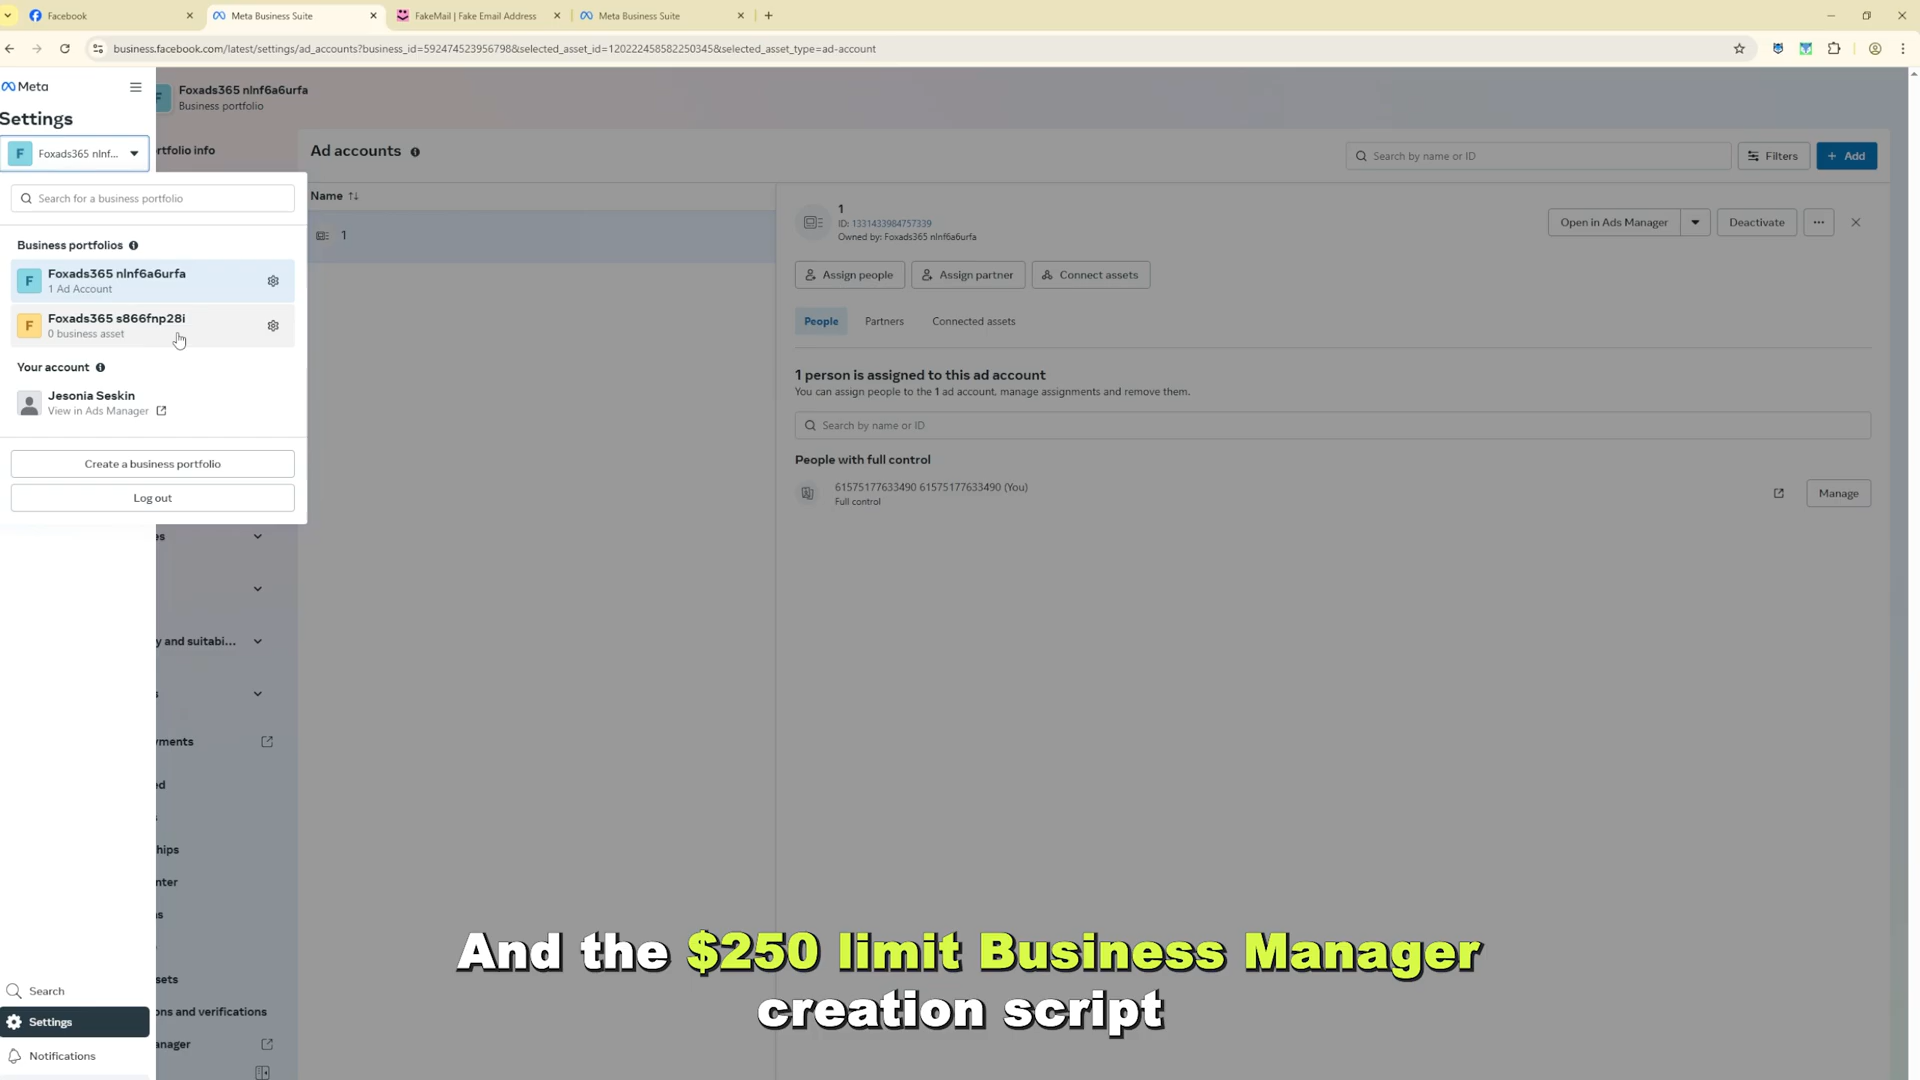 Facebook
Meta Business Suite
FakeMail | Fake Email Address
Meta Business Suite
business.facebook.com/latest/settings/ad_accounts?business_id=592474523956798&selected_asset_id=120222458582250345&selected_asset_type=ad-account
Meta
Settings
F Foxads365 nlnf...
Search for a business portfolio
Business portfolios
F Foxads365 nlnf6a6urfa
1 Ad Account
F Foxads365 s866fnp28i
0 business asset
Your account
Jesonia Seskin
View in Ads Manager
Create a business portfolio
Log out
Foxads365 nlnf6a6urfa
Business portfolio
rtfolio info
es
y and suitabi...
s
yments
ed
s
hips
nter
ns
sets
ons and verifications
anager
Search
Settings
Notifications
Ad accounts
Search by name or ID
Filters
+ Add
Name
1
1
ID: 1331433984757339
Owned by: Foxads365 nlnf6a6urfa
Open in Ads Manager
Deactivate
Assign people
Assign partner
Connect assets
People
Partners
Connected assets
1 person is assigned to this ad account
You can assign people to the 1 ad account, manage assignments and remove them.
Search by name or ID
People with full control
61575177633490 61575177633490 (You)
Full control
Manage
And the $250 limit Business Manager
creation script